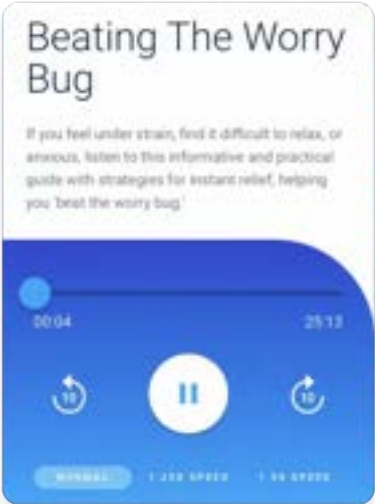 Beating The Worry
Bug
If you feel under strain, find it difficult to relax, or
anxious, listen to this informative and practical
guide with strategies for instant relief, helping
you 'beat the worry bug.'
00:04
25:13
10
10
NORMAL
SPEED
SPEED